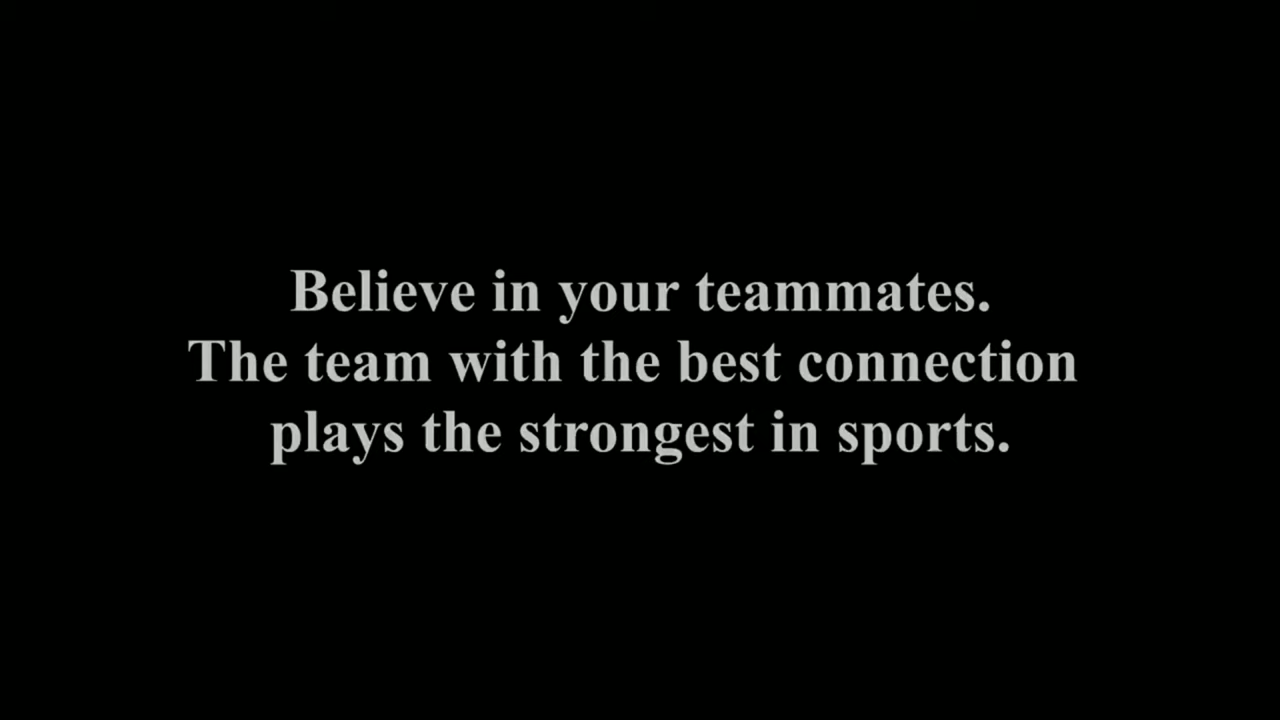 Believe in your teammates.
The team with the best connection
plays the strongest in sports.